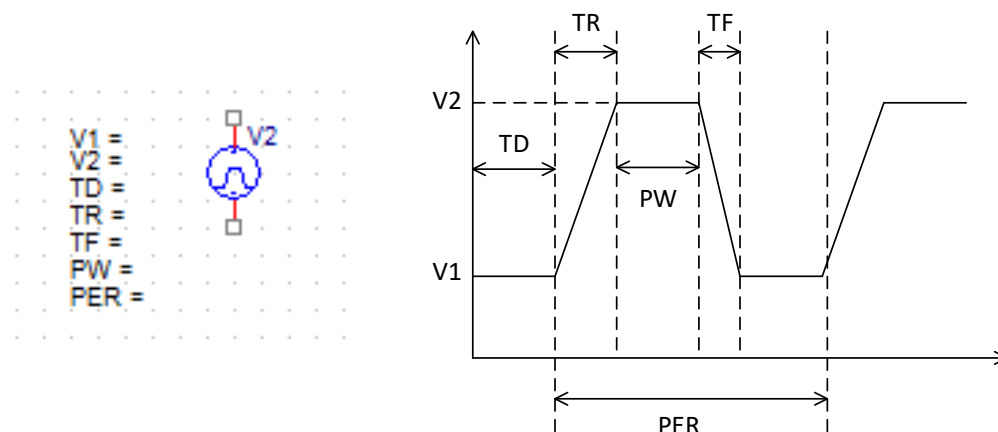 V1 =
V2 =
TD =
TR =
TF =
PW =
PER =
V2
TR
TF
V2
TD
PW
V1
PER